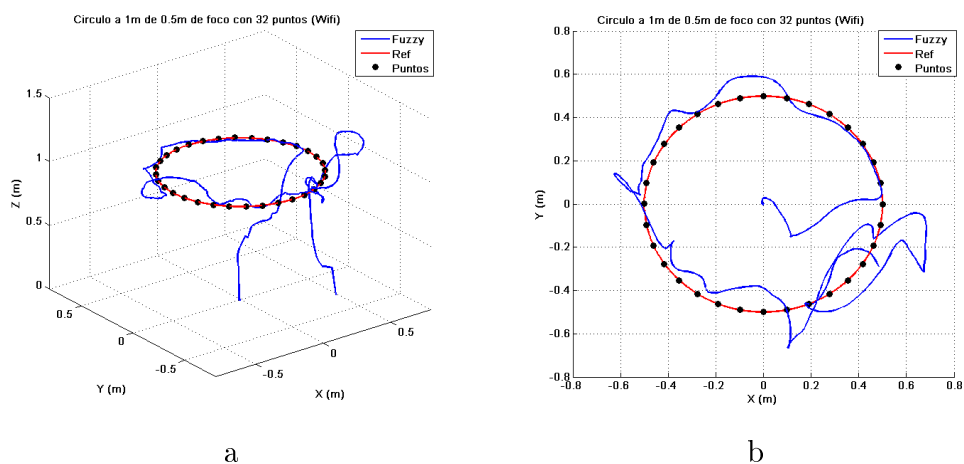 Circulo a 1m de 0.5m de foco con 32 puntos (Wifi)
Fuzzy
Ref
Puntos
1.5
1
0.5
0
Z (m)
0.5
0
-0.5
Y (m)
-0.5
0
0.5
X (m)
a
Circulo a 1m de 0.5m de foco con 32 puntos (Wifi)
Fuzzy
Ref
Puntos
0.8
0.6
0.4
0.2
0
-0.2
-0.4
-0.6
-0.8
Y (m)
-0.8 -0.6 -0.4 -0.2 0 0.2 0.4 0.6 0.8
X (m)
b